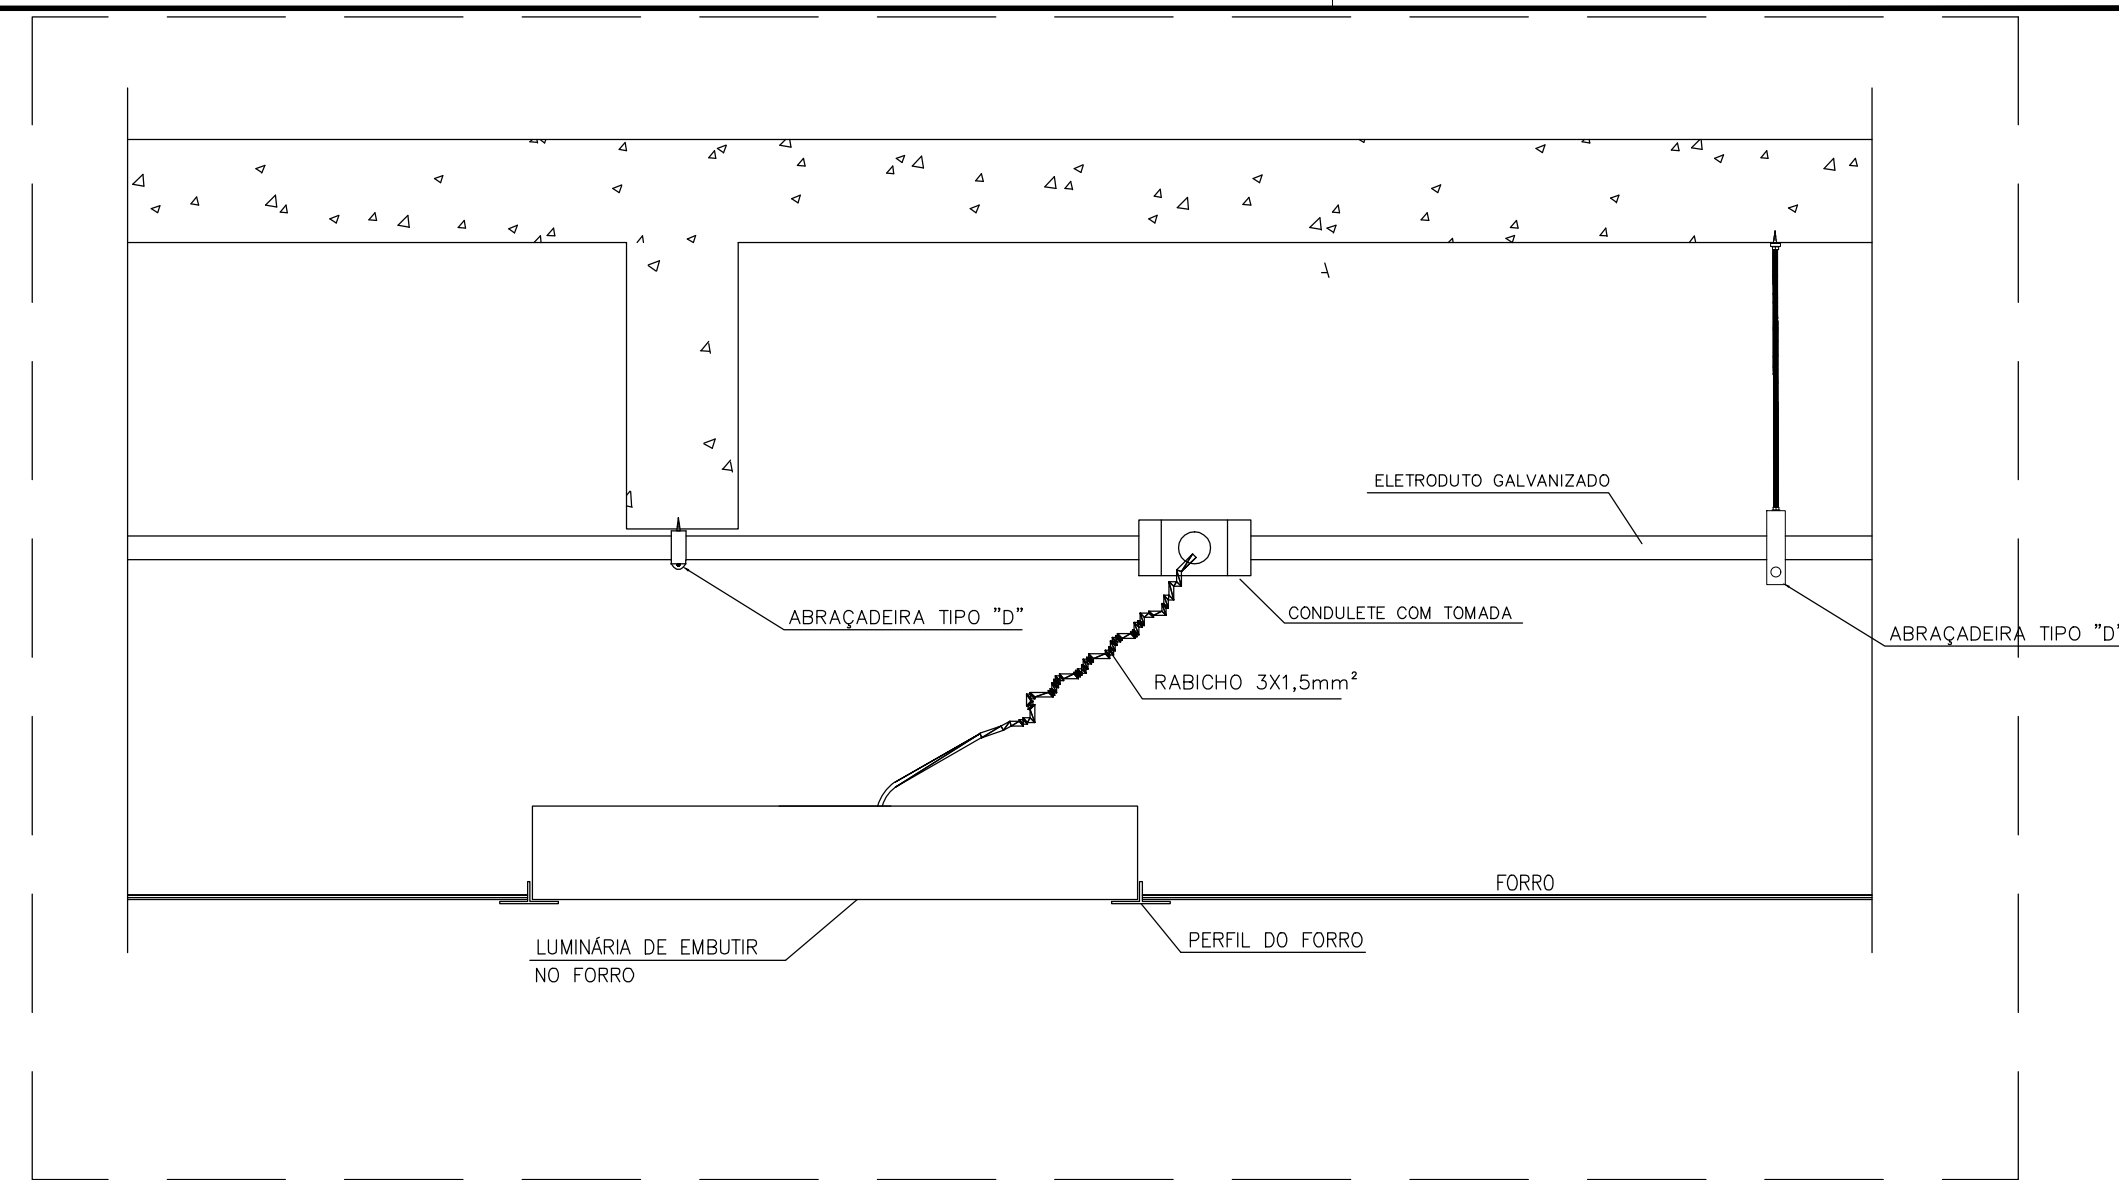 ELETRODUTO GALVANIZADO
ABRAÇADEIRA TIPO "D"
CONDULETE COM TOMADA
ABRAÇADEIRA TIPO "D"
RABICHO 3X1,5mm²
FORRO
LUMINÁRIA DE EMBUTIR
NO FORRO
PERFIL DO FORRO